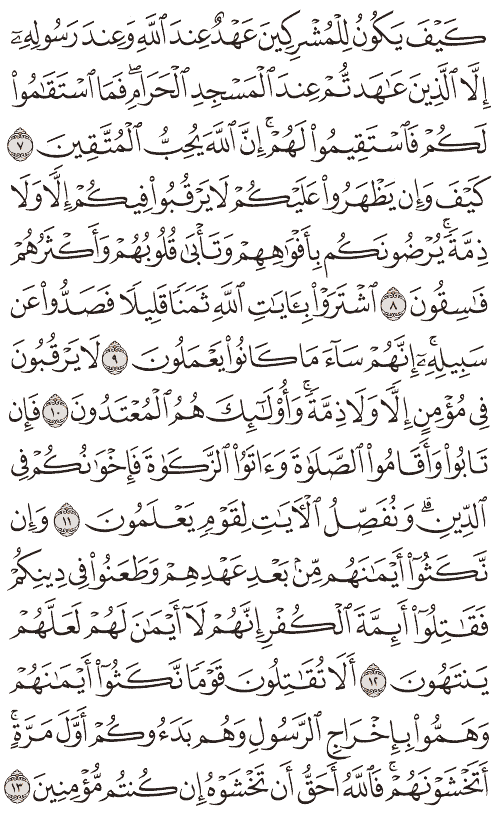 كَيۡفَ يَكُونُ لِلۡمُشۡرِكِينَ عَهۡدٌ عِندَ ٱللَّهِ وَعِندَ رَسُولِهِۦٓ
إِلَّا ٱلَّذِينَ عَٰهَدتُّمۡ عِندَ ٱلۡمَسۡجِدِ ٱلۡحَرَامِۖ فَمَا ٱسۡتَقَٰمُواْ
لَكُمۡ فَٱسۡتَقِيمُواْ لَهُمۡۚ إِنَّ ٱللَّهَ يُحِبُّ ٱلۡمُتَّقِينَ ٧
كَيۡفَ وَإِن يَظۡهَرُواْ عَلَيۡكُمۡ لَا يَرۡقُبُواْ فِيكُمۡ إِلّٗا وَلَا
ذِمَّةٗۚ يُرۡضُونَكُم بِأَفۡوَٰهِهِمۡ وَتَأۡبَىٰ قُلُوبُهُمۡ وَأَكۡثَرُهُمۡ
فَٰسِقُونَ ٨ ٱشۡتَرَوۡاْ بِـَٔايَٰتِ ٱللَّهِ ثَمَنٗا قَلِيلٗا فَصَدُّواْ عَن
سَبِيلِهِۦٓۚ إِنَّهُمۡ سَآءَ مَا كَانُواْ يَعۡمَلُونَ ٩ لَا يَرۡقُبُونَ
فِي مُؤۡمِنٍ إِلّٗا وَلَا ذِمَّةٗۚ وَأُوْلَٰٓئِكَ هُمُ ٱلۡمُعۡتَدُونَ ١٠ فَإِن
تَابُواْ وَأَقَامُواْ ٱلصَّلَوٰةَ وَءَاتَوُاْ ٱلزَّكَوٰةَ فَإِخۡوَٰنُكُمۡ فِي
ٱلدِّينِۗ وَنُفَصِّلُ ٱلۡأٓيَٰتِ لِقَوۡمٖ يَعۡلَمُونَ ١١ وَإِن
نَّكَثُوٓاْ أَيۡمَٰنَهُم مِّنۢ بَعۡدِ عَهۡدِهِمۡ وَطَعَنُواْ فِي دِينِكُمۡ
فَقَٰتِلُوٓاْ أَئِمَّةَ ٱلۡكُفۡرِ إِنَّهُمۡ لَآ أَيۡمَٰنَ لَهُمۡ لَعَلَّهُمۡ
يَنتَهُونَ ١٢ أَلَا تُقَٰتِلُونَ قَوۡمٗا نَّكَثُوٓاْ أَيۡمَٰنَهُمۡ
وَهَمُّواْ بِإِخۡرَاجِ ٱلرَّسُولِ وَهُم بَدَءُوكُمۡ أَوَّلَ مَرَّةٍۚ
أَتَخۡشَوۡنَهُمۡۚ فَٱللَّهُ أَحَقُّ أَن تَخۡشَوۡهُ إِن كُنتُم مُّؤۡمِنِينَ ١٣